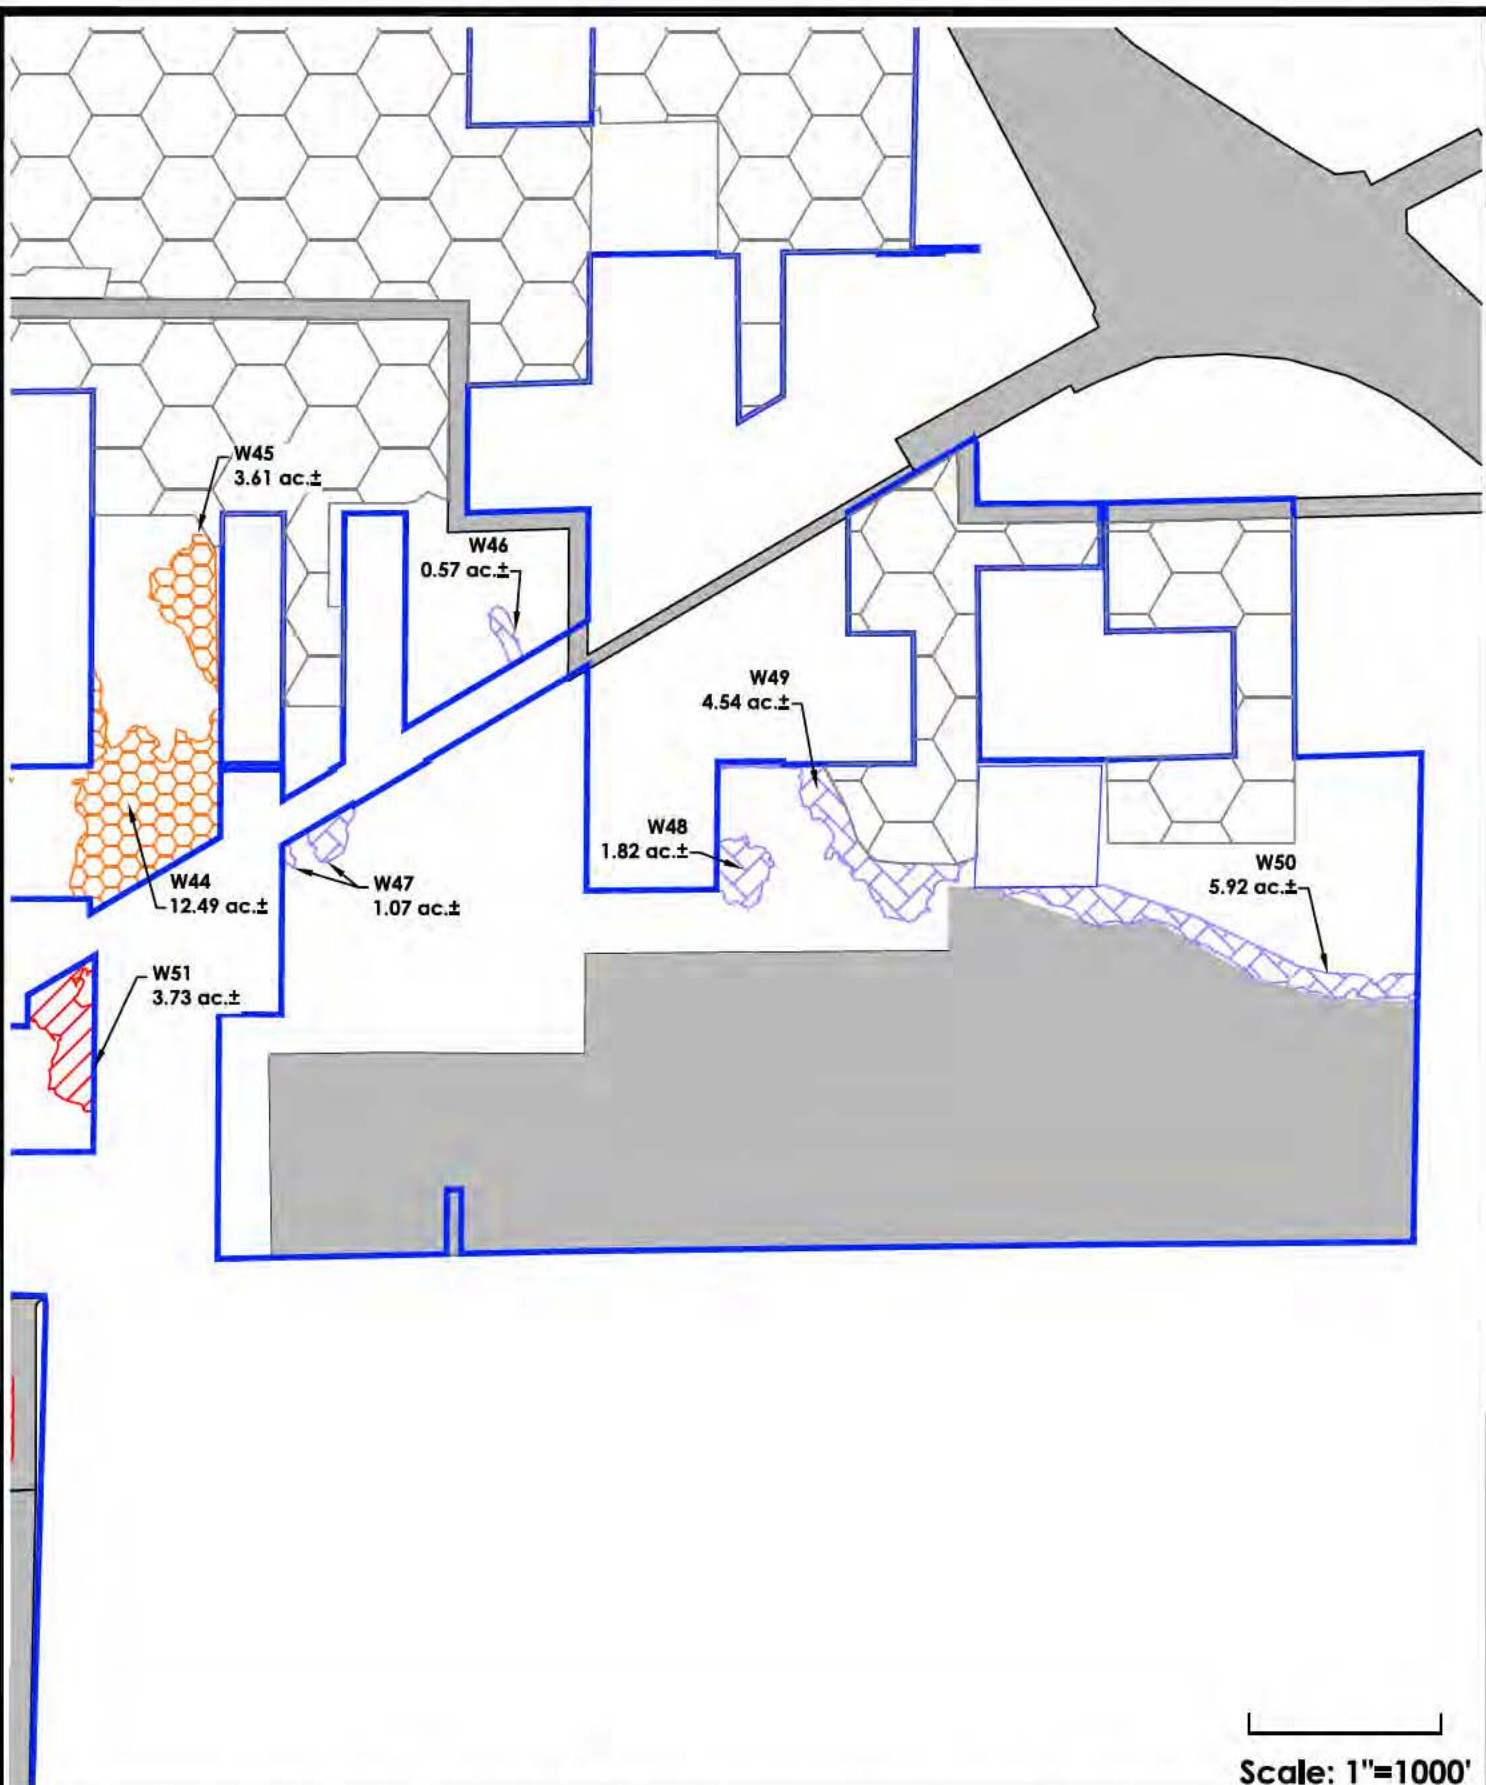 W45
3.61 ac.±
W46
0.57 ac.±
W49
4.54 ac.±
W48
1.82 ac.±
W50
5.92 ac.±
W44
12.49 ac.±
W47
1.07 ac.±
W51
3.73 ac.±
Scale: 1"=1000'